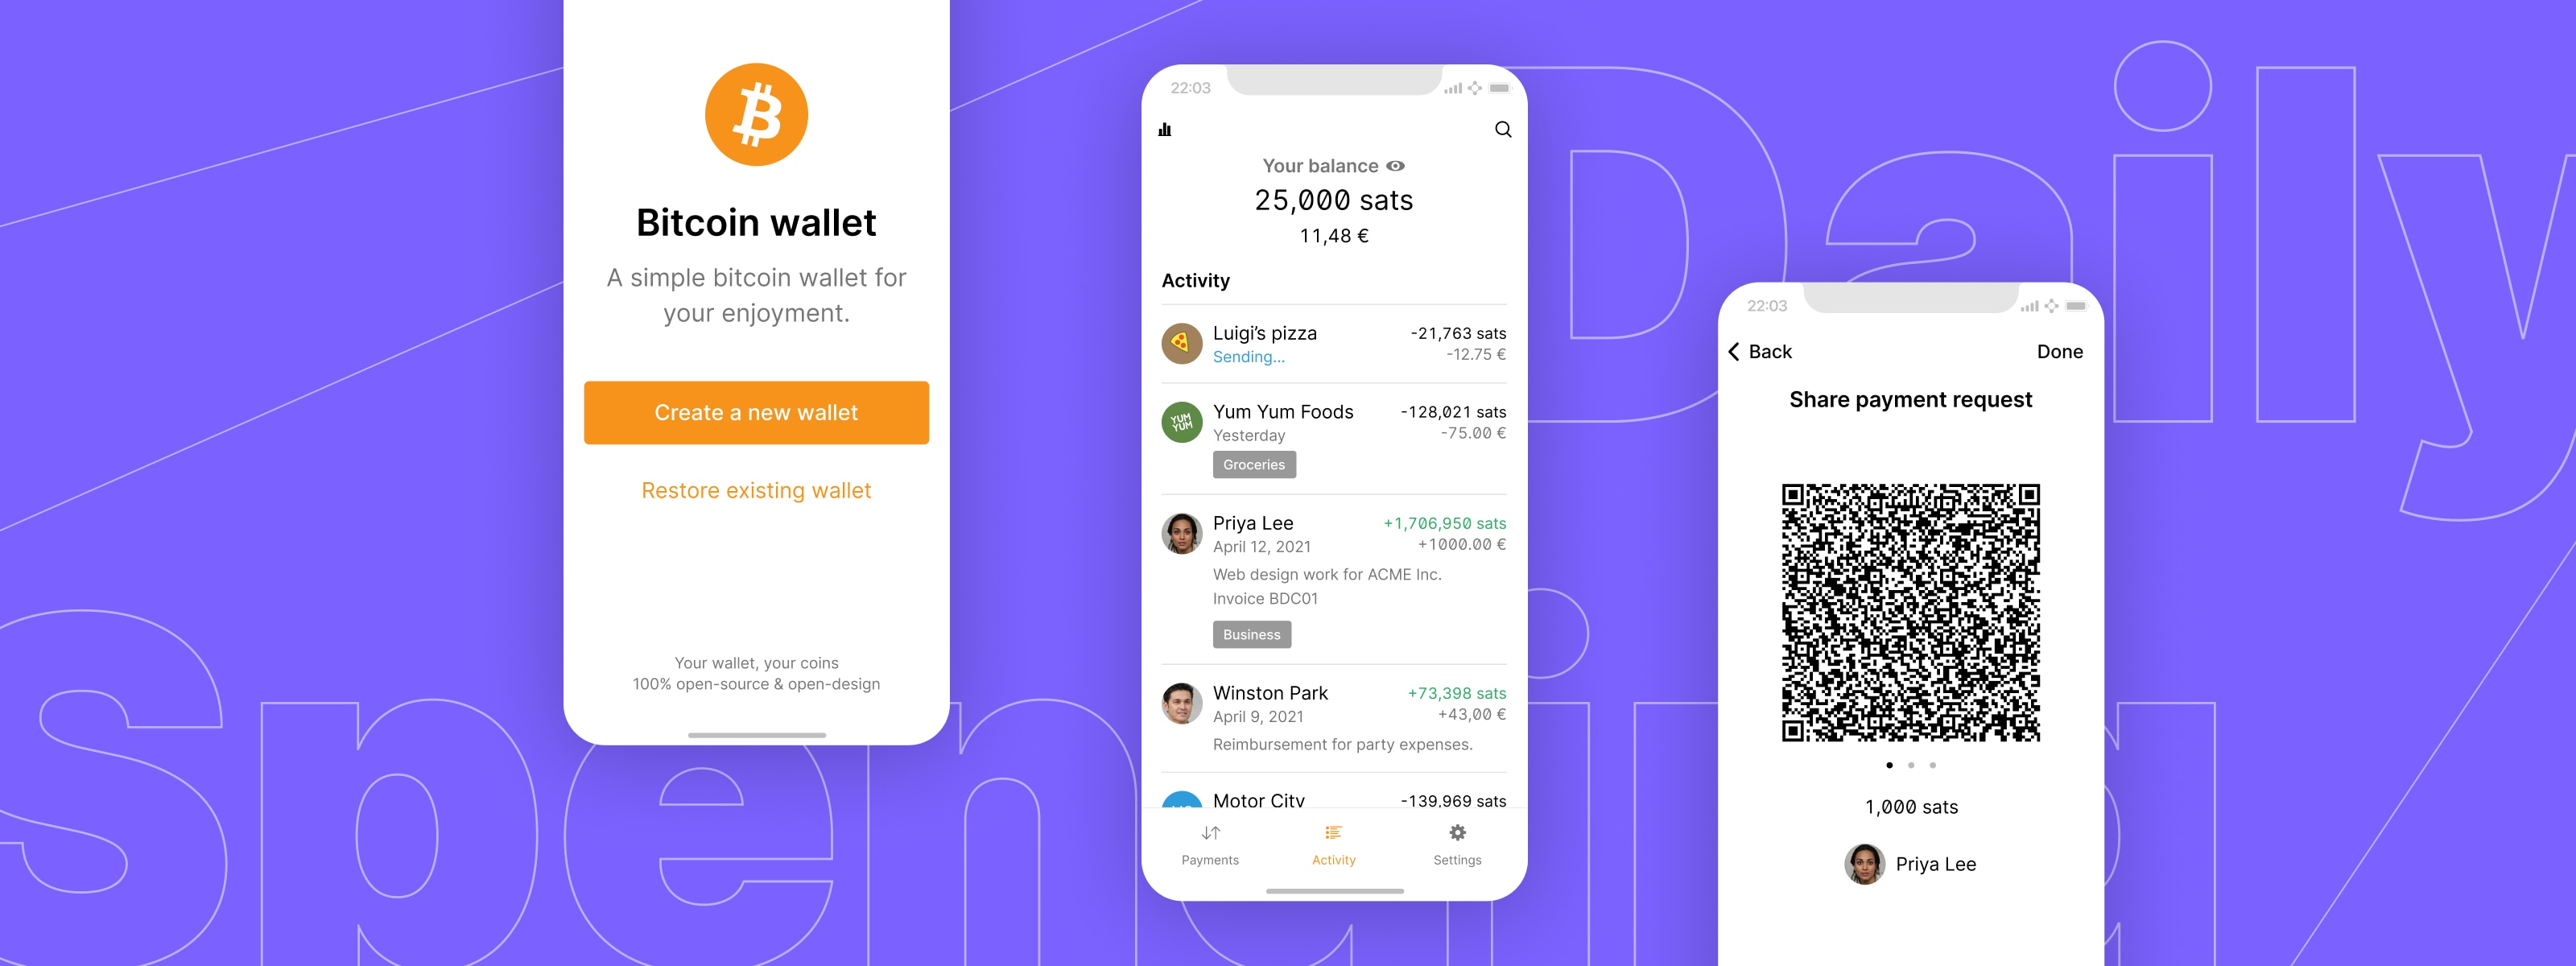 Daily
Spending
Bitcoin wallet
A simple bitcoin wallet for
your enjoyment.
Create a new wallet
Restore existing wallet
Your wallet, your coins
100% open-source & open-design
22:03
Your balance
25,000 sats
11,48 €
Activity
Luigi’s pizza -21,763 sats
Sending... -12.75 €
YUM
YUM
Yum Yum Foods -128,021 sats
Yesterday -75.00 €
Groceries
Priya Lee +1,706,950 sats
April 12, 2021 +1000.00 €
Web design work for ACME Inc.
Invoice BDC01
Business
Winston Park +73,398 sats
April 9, 2021 +43,00 €
Reimbursement for party expenses.
Motor City -139,969 sats
Payments Activity Settings
22:03
Back Done
Share payment request
1,000 sats
Priya Lee